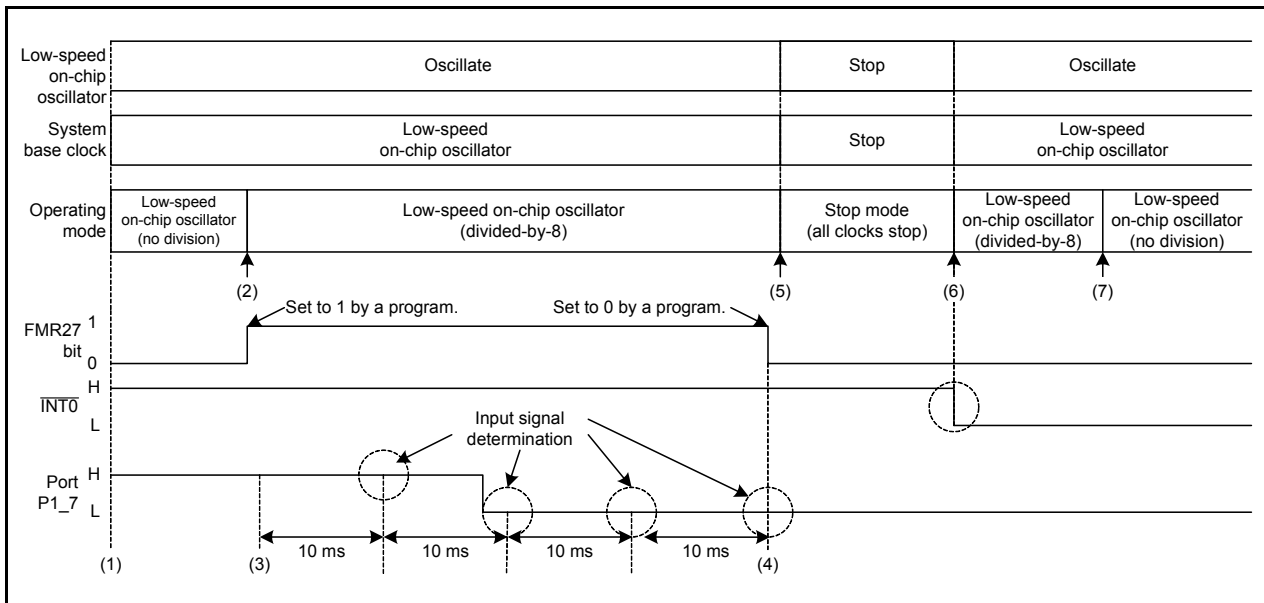 Low-speed
on-chip
oscillator
Oscillate
Stop
Oscillate
System
base clock
Low-speed
on-chip oscillator
Stop
Low-speed
on-chip oscillator
Operating
mode
Low-speed
on-chip oscillator
(no division)
Low-speed on-chip oscillator
(divided-by-8)
Stop mode
(all clocks stop)
Low-speed
on-chip oscillator
(divided-by-8)
Low-speed
on-chip oscillator
(no division)
(2)
(5)
(6)
(7)
Set to 1 by a program.
Set to 0 by a program.
FMR27
bit
1
0
INT0
H
L
Input signal
determination
Port
P1_7
H
L
10 ms
10 ms
10 ms
10 ms
(1)
(3)
(4)